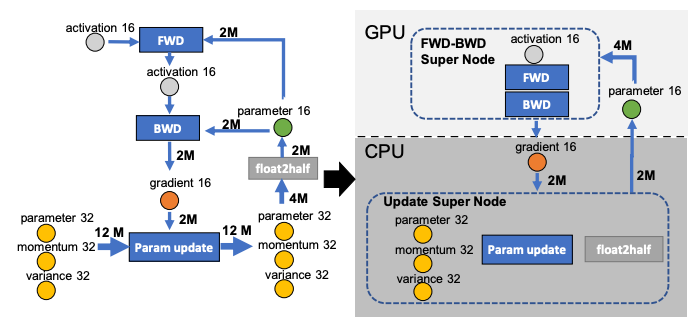 activation 16
FWD
2M
activation 16
BWD
2M
parameter 16
2M
2M
float2half
gradient 16
4M
2M
parameter 32
12 M
momentum 32
variance 32
Param update
12 M
parameter 32
momentum 32
variance 32
GPU
FWD-BWD
Super Node
activation 16
FWD
BWD
4M
parameter 16
CPU
gradient 16
2M
2M
Update Super Node
parameter 32
momentum 32
variance 32
Param update
float2half